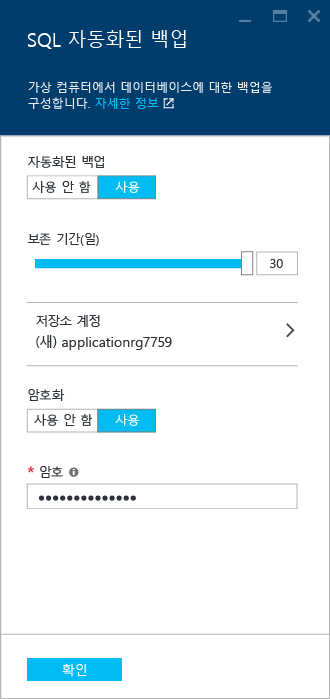 SQL 자동화된 백업
가상 컴퓨터에서 데이터베이스에 대한 백업을
구성합니다. 자세한 정보
자동화된 백업
사용 안 함 사용
보존 기간(일)
30
저장소 계정
(새) applicationrg7759
암호화
사용 안 함 사용
* 암호
••••••••••••••
확인